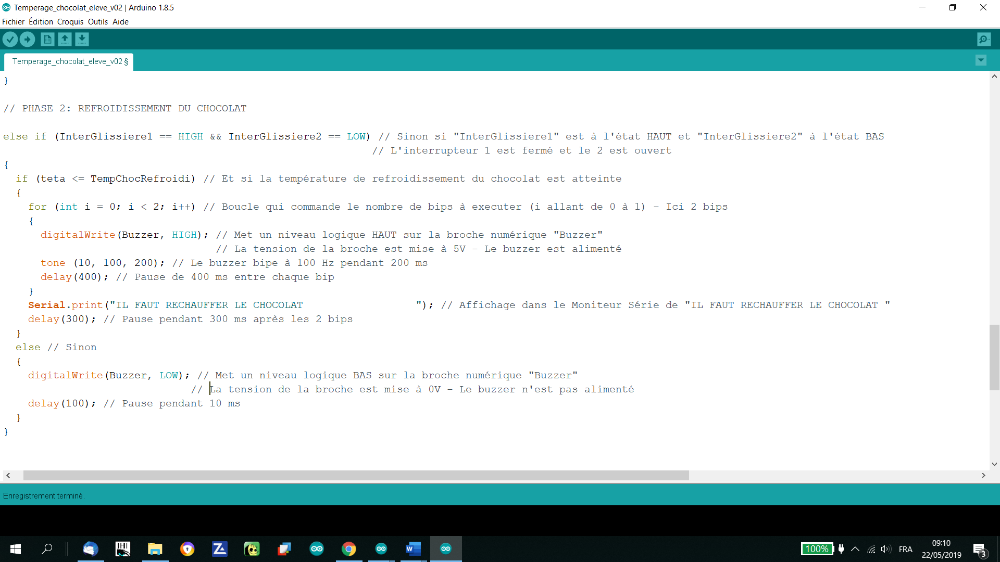 Temperage_chocolat_eleve_v02 | Arduino 1.8.5
Fichier Édition Croquis Outils Aide
Temperage_chocolat_eleve_v02 §
}
// PHASE 2: REFROIDISSEMENT DU CHOCOLAT
else if (InterGlissiere1 == HIGH && InterGlissiere2 == LOW) // Sinon si "InterGlissiere1" est à l'état HAUT et "InterGlissiere2" à l'état BAS
// L'interrupteur 1 est fermé et le 2 est ouvert
{
if (teta <= TempChocRefroidi) // Et si la température de refroidissement du chocolat est atteinte
{
for (int i = 0; i < 2; i++) // Boucle qui commande le nombre de bips à executer (i allant de 0 à 1) - Ici 2 bips
{
digitalWrite(Buzzer, HIGH); // Met un niveau logique HAUT sur la broche numérique "Buzzer"
// La tension de la broche est mise à 5V - Le buzzer est alimenté
tone (10, 100, 200); // Le buzzer bipe à 100 Hz pendant 200 ms
delay(400); // Pause de 400 ms entre chaque bip
}
Serial.print("IL FAUT RECHAUFFER LE CHOCOLAT                  "); // Affichage dans le Moniteur Série de "IL FAUT RECHAUFFER LE CHOCOLAT "
delay(300); // Pause pendant 300 ms après les 2 bips
}
else // Sinon
{
digitalWrite(Buzzer, LOW); // Met un niveau logique BAS sur la broche numérique "Buzzer"
// La tension de la broche est mise à 0V - Le buzzer n'est pas alimenté
delay(100); // Pause pendant 10 ms
}
}
Enregistrement terminé.
100% FRA 09:10
22/05/2019
3